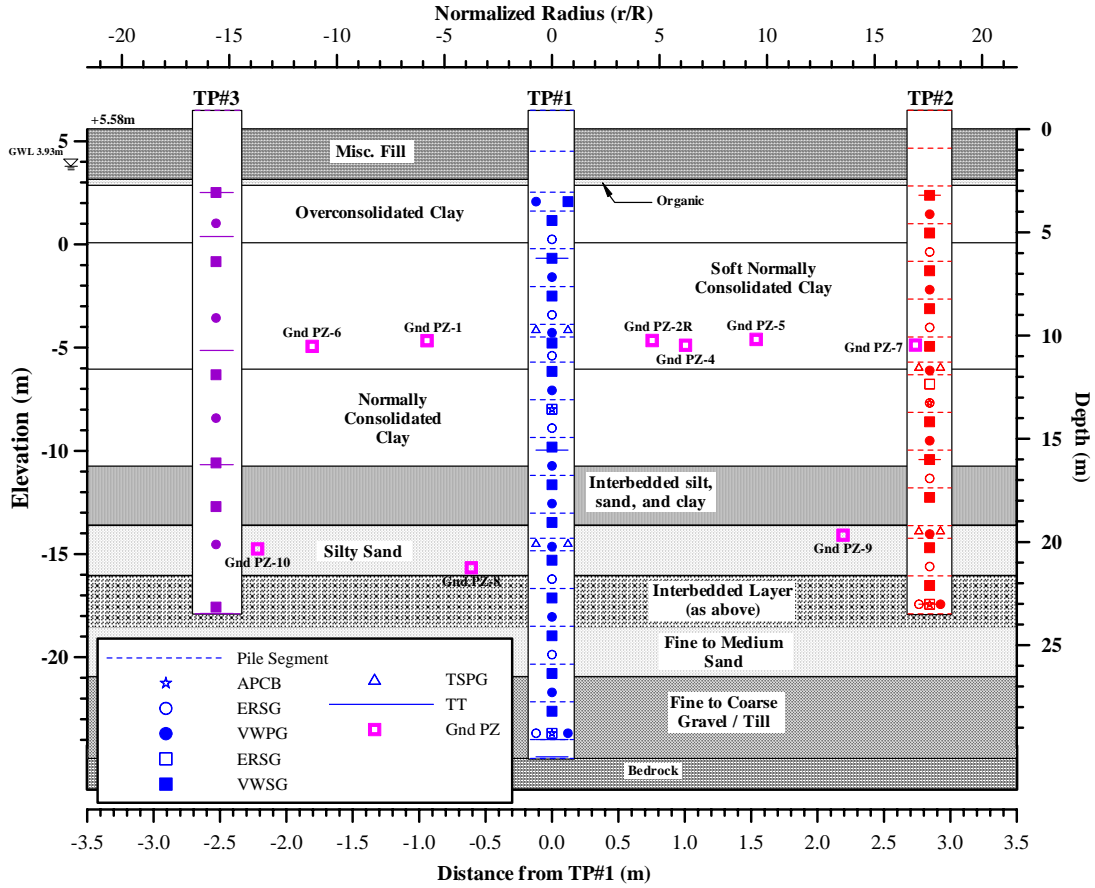 Normalized Radius (r/R)
-20 -15 -10 -5 0 5 10 15 20
TP#3 TP#1 TP#2
+5.58m
GWL 3.93m
Misc. Fill
Organic
Overconsolidated Clay
Soft Normally
Consolidated Clay
Gnd PZ-6
Gnd PZ-1
Gnd PZ-2R
Gnd PZ-5
Gnd PZ-4
Gnd PZ-7
Normally
Consolidated
Clay
Interbedded silt,
sand, and clay
Silty Sand
Gnd PZ-10
Gnd PZ-8
Gnd PZ-9
Interbedded Layer
(as above)
Fine to Medium
Sand
Fine to Coarse
Gravel / Till
Bedrock
Pile Segment
APCB
ERSG
VWPG
ERSG
VWSG
TSPG
TT
Gnd PZ
Elevation (m)
5
0
-5
-10
-15
-20
Depth (m)
0
5
10
15
20
25
-3.5 -3.0 -2.5 -2.0 -1.5 -1.0 -0.5 0.0 0.5 1.0 1.5 2.0 2.5 3.0 3.5
Distance from TP#1 (m)